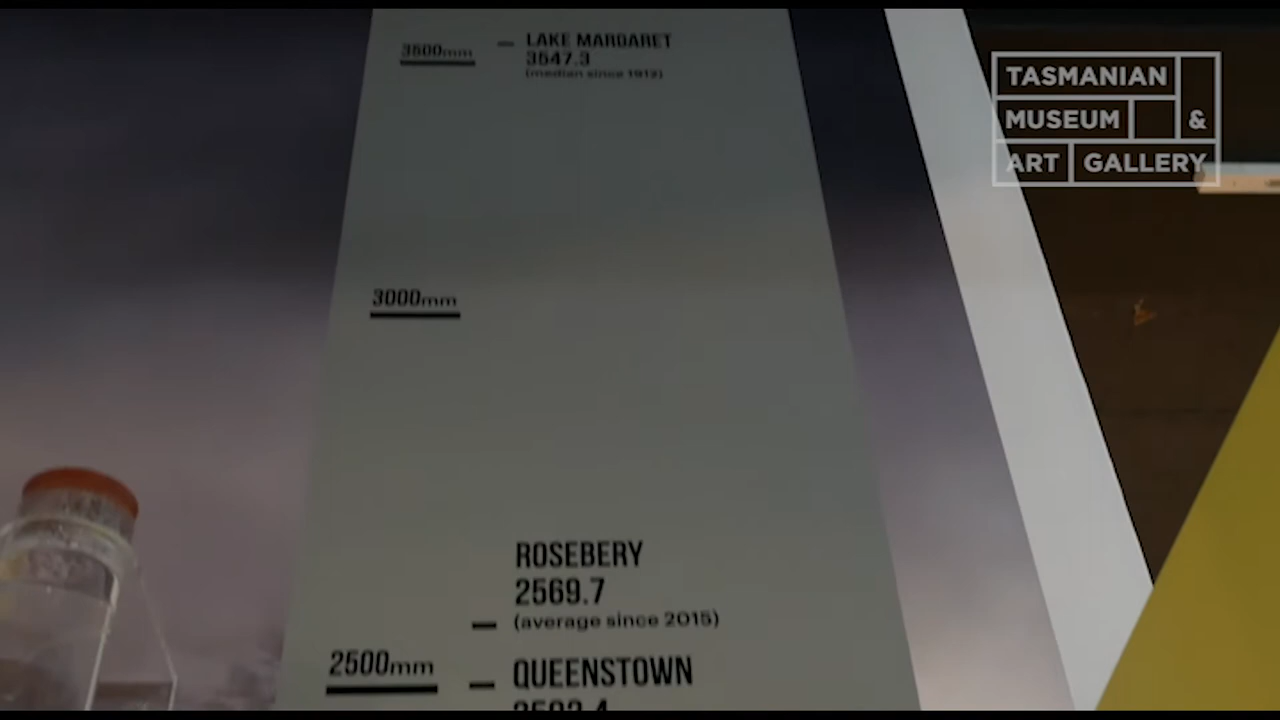 3500mm
LAKE MARGARET
3547.3
(median since 1912)
3000mm
ROSEBERY
2569.7
(average since 2015)
2500mm
QUEENSTOWN
TASMANIAN
MUSEUM &
ART GALLERY